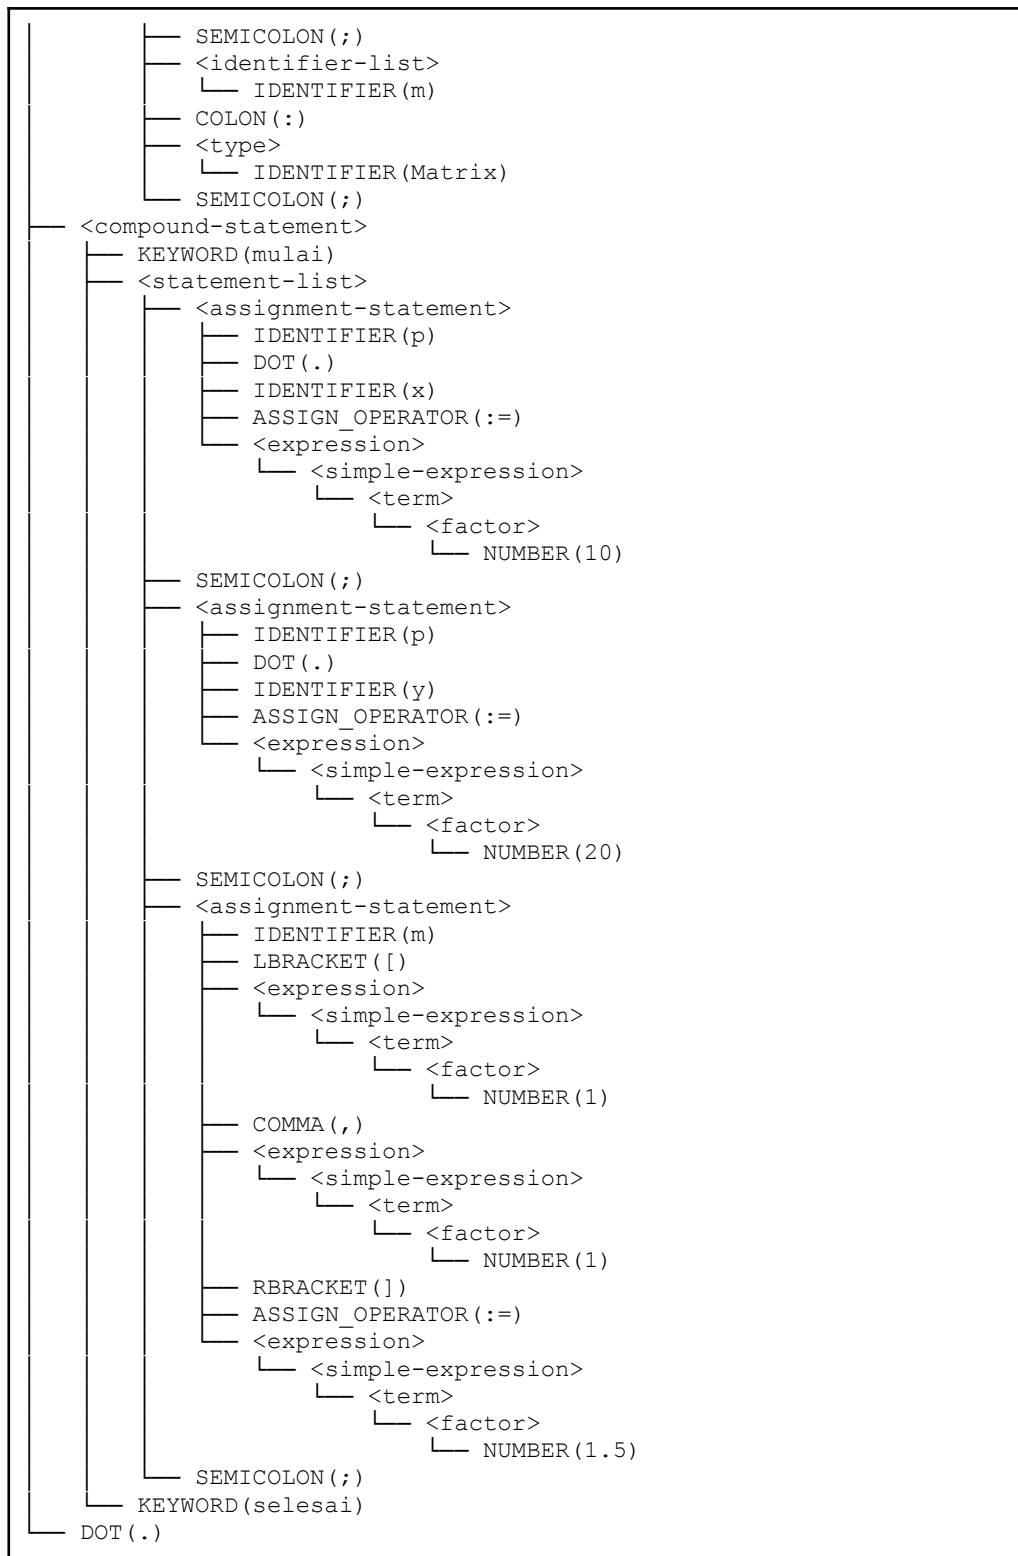 SEMICOLON(;)
<identifier-list>
IDENTIFIER(m)
COLON(:)
<type>
IDENTIFIER(Matrix)
SEMICOLON(;)
<compound-statement>
KEYWORD(mulai)
<statement-list>
<assignment-statement>
IDENTIFIER(p)
DOT(.)
IDENTIFIER(x)
ASSIGN_OPERATOR(:=)
<expression>
<simple-expression>
<term>
<factor>
NUMBER(10)
SEMICOLON(;)
<assignment-statement>
IDENTIFIER(p)
DOT(.)
IDENTIFIER(y)
ASSIGN_OPERATOR(:=)
<expression>
<simple-expression>
<term>
<factor>
NUMBER(20)
SEMICOLON(;)
<assignment-statement>
IDENTIFIER(m)
LBRACKET([)
<expression>
<simple-expression>
<term>
<factor>
NUMBER(1)
COMMA(,)
<expression>
<simple-expression>
<term>
<factor>
NUMBER(1)
RBRACKET(])
ASSIGN_OPERATOR(:=)
<expression>
<simple-expression>
<term>
<factor>
NUMBER(1.5)
SEMICOLON(;)
KEYWORD(selesai)
DOT(.)